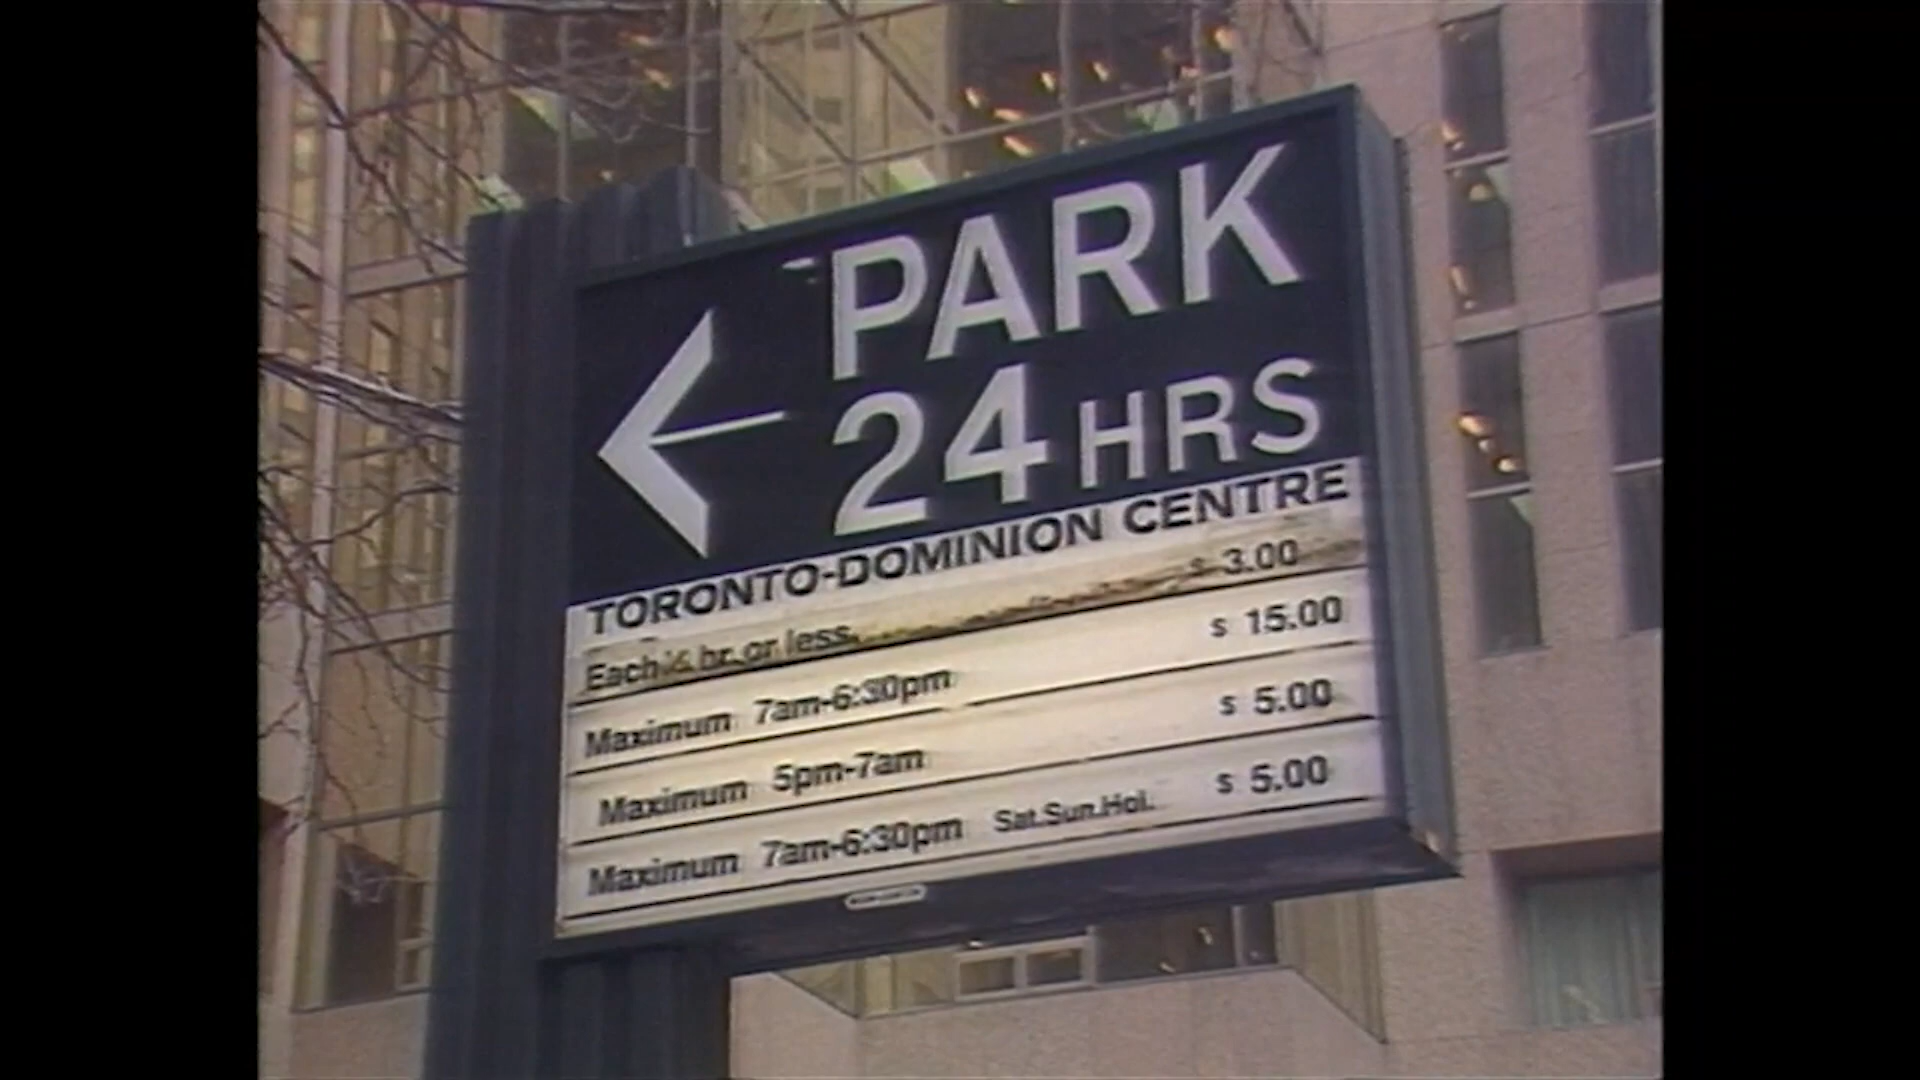 PARK
24 HRS
TORONTO-DOMINION CENTRE
Each ½ hr. or less $ 3.00
Maximum 7am-6:30pm $ 15.00
Maximum 5pm-7am $ 5.00
Maximum 7am-6:30pm Sat.Sun.Hol. $ 5.00